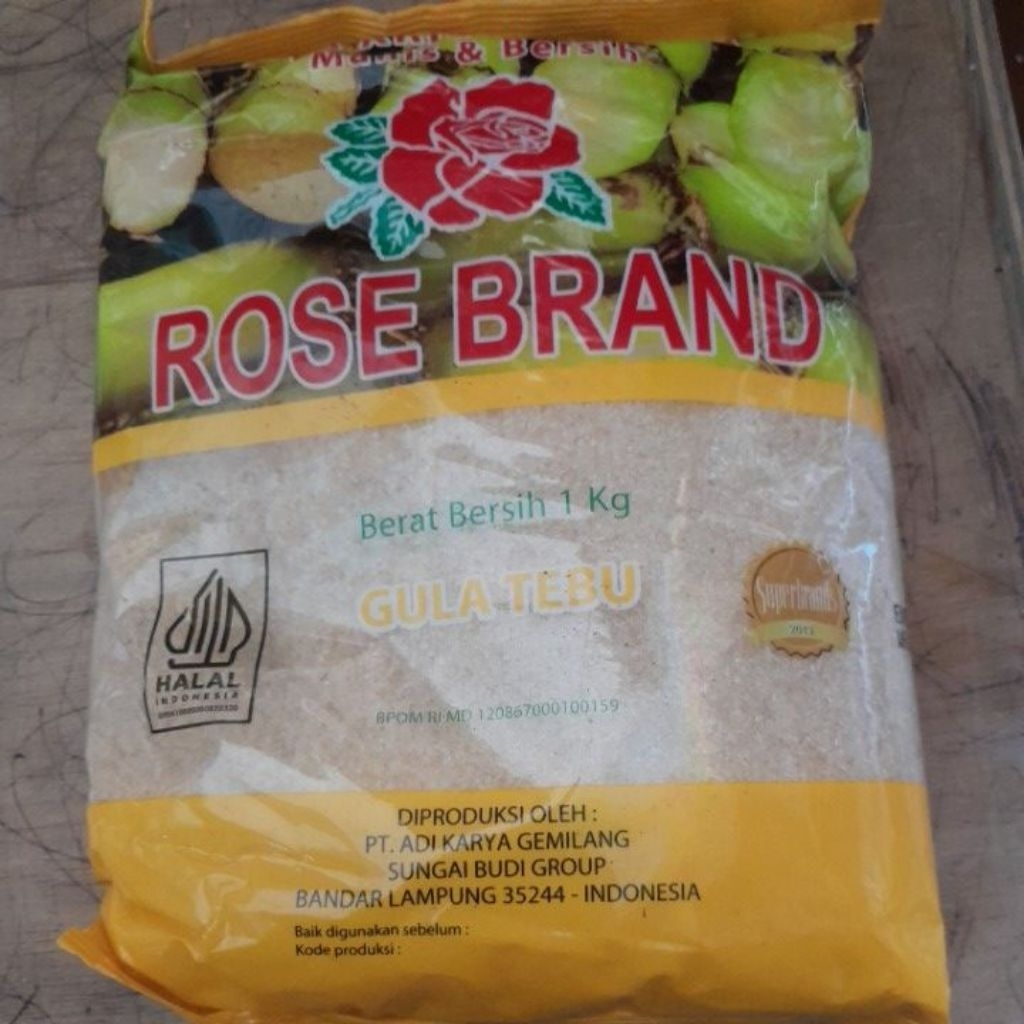 Manis & Bersih
ROSE BRAND
Berat Bersih 1 Kg
GULA TEBU
Superbrands
2013
HALAL
INDONESIA
BPOM RI MD 120867000100159
DIPRODUKSI OLEH :
PT. ADI KARYA GEMILANG
SUNGAI BUDI GROUP
BANDAR LAMPUNG 35244 - INDONESIA
Baik digunakan sebelum :
Kode produksi :